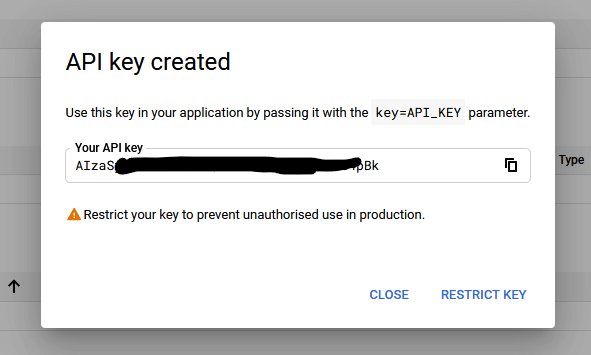 API key created
Use this key in your application by passing it with the key=API_KEY parameter.
Your API key
AIzaS pBk
Type
Restrict your key to prevent unauthorised use in production.
CLOSE RESTRICT KEY